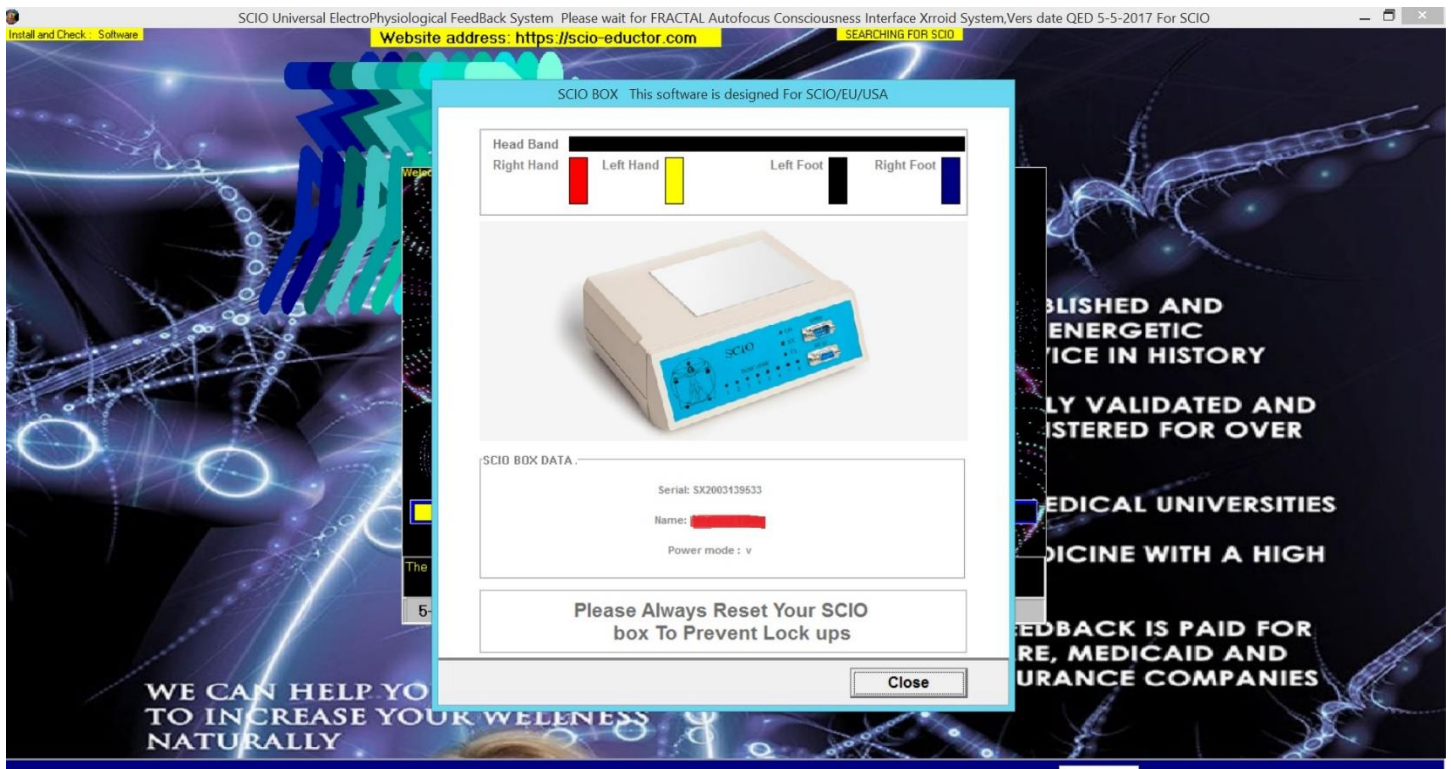 SCIO Universal ElectroPhysiological FeedBack System Please wait for FRACTAL Autofocus Consciousness Interface Xrroid System,Vers date QED 5-5-2017 For SCIO
Install and Check : Software
Website address: https://scio-eductor.com
SEARCHING FOR SCIO
SCIO BOX This software is designed For SCIO/EU/USA
Head Band
Right Hand Left Hand Left Foot Right Foot
SCIO
BLISHED AND
ENERGETIC
VICE IN HISTORY
LY VALIDATED AND
ISTERED FOR OVER
SCIO BOX DATA .
Serial: SX2003139533
Name:
Power mode : v
EDICAL UNIVERSITIES
DICINE WITH A HIGH
The
5-
Please Always Reset Your SCIO
box To Prevent Lock ups
EEDBACK IS PAID FOR
RE, MEDICAID AND
URANCE COMPANIES
Close
WE CAN HELP YO
TO INCREASE YOUR WELLNESS
NATURALLY